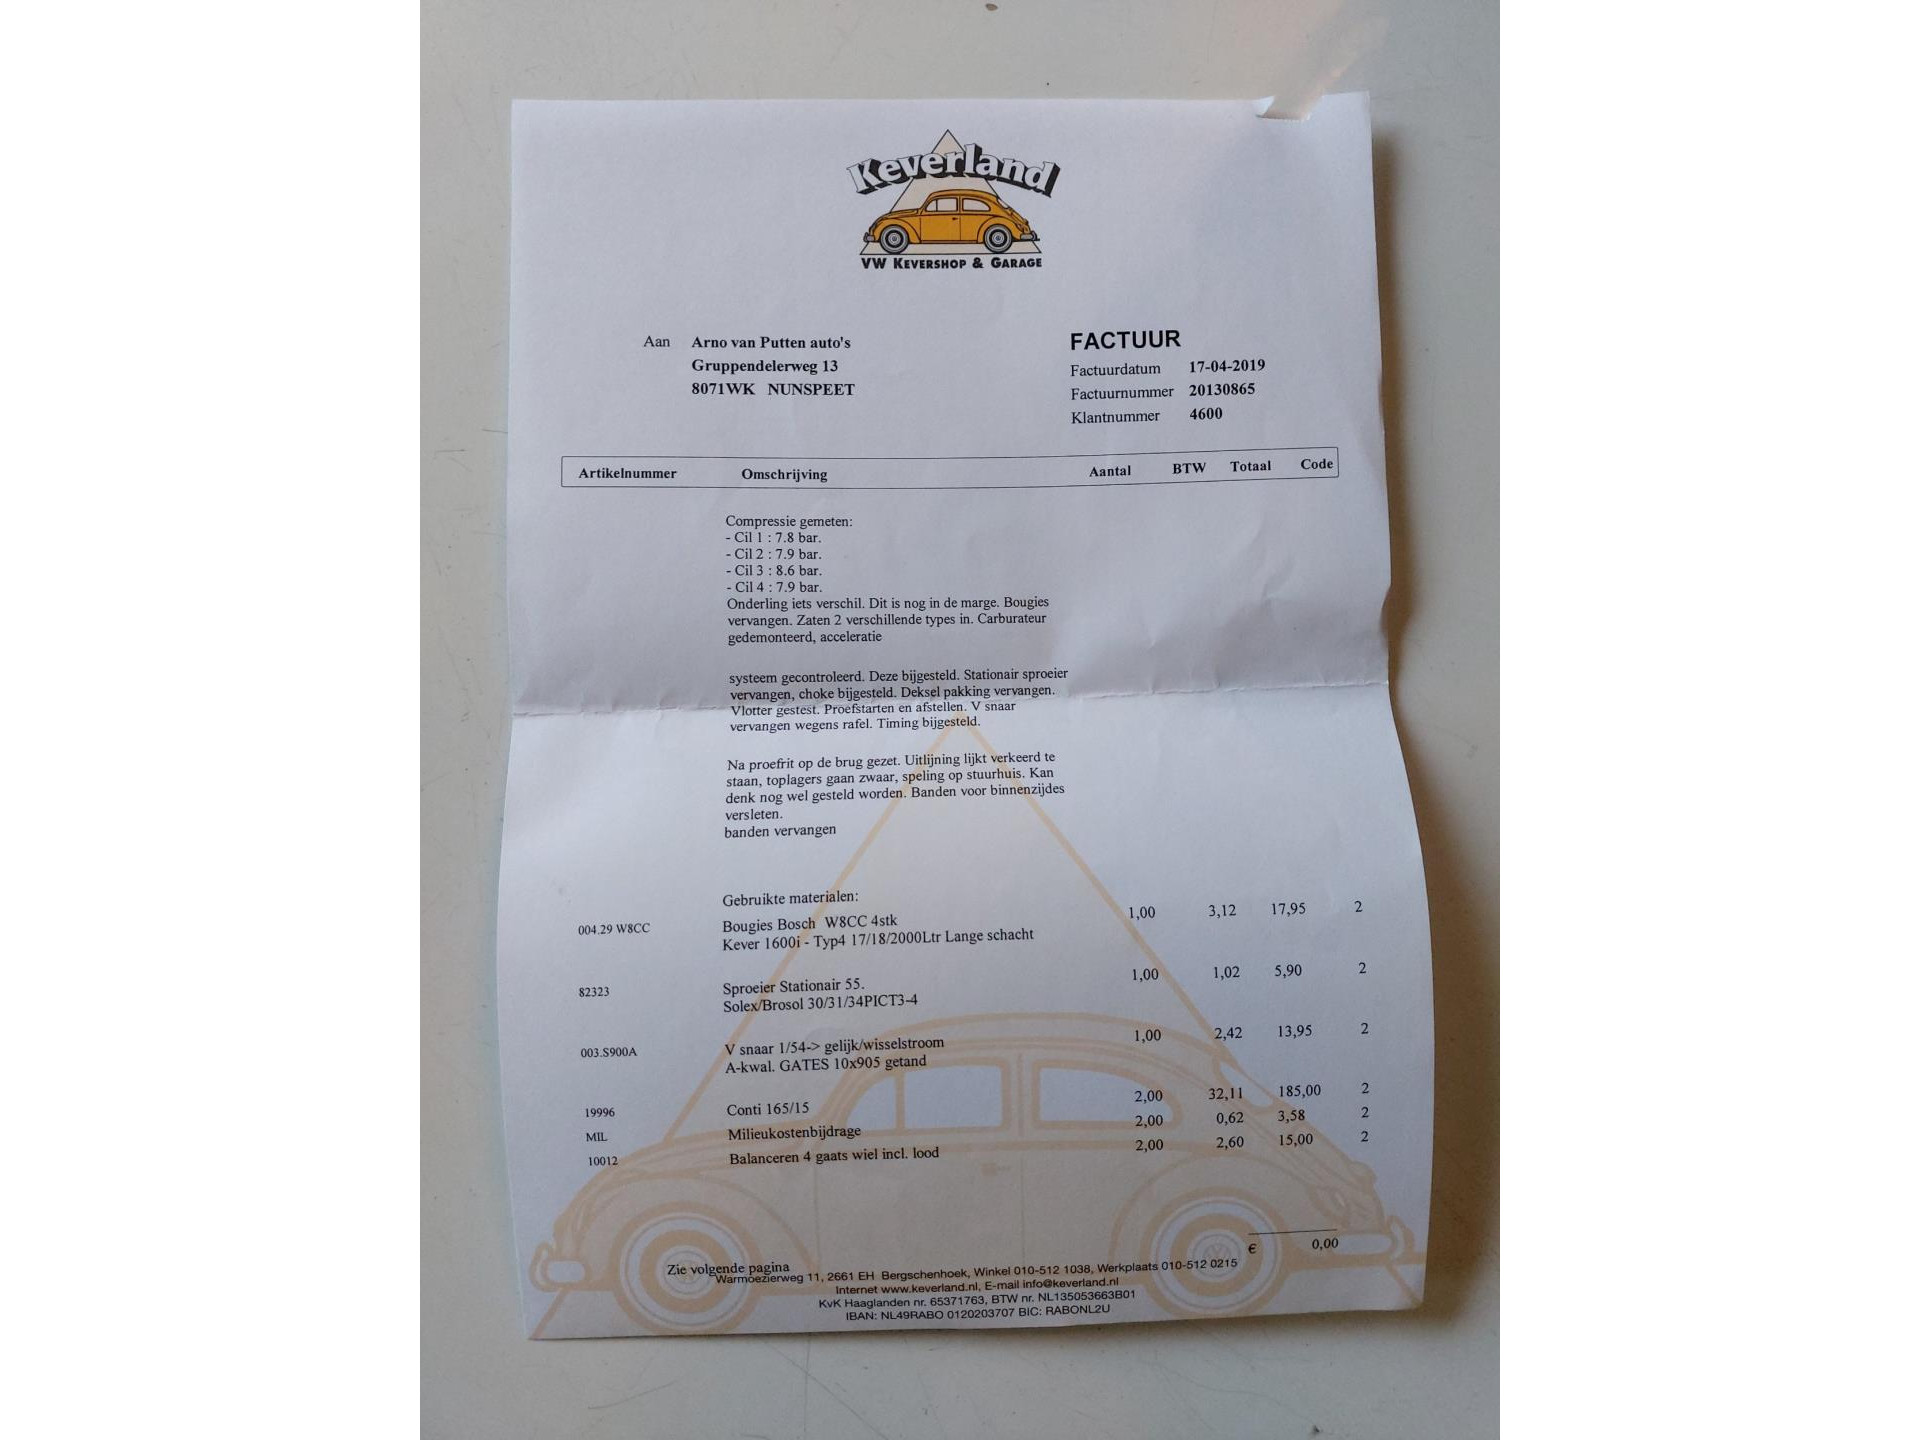 Keverland
VW KEVERSHOP & GARAGE
Aan Arno van Putten auto's
Gruppendelerweg 13
8071WK NUNSPEET
FACTUUR
Factuurdatum 17-04-2019
Factuurnummer 20130865
Klantnummer 4600
Artikelnummer Omschrijving Aantal BTW Totaal Code
Compressie gemeten:
- Cil 1 : 7.8 bar.
- Cil 2 : 7.9 bar.
- Cil 3 : 8.6 bar.
- Cil 4 : 7.9 bar.
Onderling iets verschil. Dit is nog in de marge. Bougies
vervangen. Zaten 2 verschillende types in. Carburateur
gedemonteerd, acceleratie
systeem gecontroleerd. Deze bijgesteld. Stationair sproeier
vervangen, choke bijgesteld. Deksel pakking vervangen.
Vlotter gestest. Proefstarten en afstellen. V snaar
vervangen wegens rafel. Timing bijgesteld.
Na proefrit op de brug gezet. Uitlijning lijkt verkeerd te
staan, toplagers gaan zwaar, speling op stuurhuis. Kan
denk nog wel gesteld worden. Banden voor binnenzijdes
versleten.
banden vervangen
Gebruikte materialen:
004.29 W8CC Bougies Bosch W8CC 4stk 1,00 3,12 17,95 2
Kever 1600i - Typ4 17/18/2000Ltr Lange schacht
82323 Sproeier Stationair 55. 1,00 1,02 5,90 2
Solex/Brosol 30/31/34PICT3-4
003.S900A V snaar 1/54-> gelijk/wisselstroom 1,00 2,42 13,95 2
A-kwal. GATES 10x905 getand
19996 Conti 165/15 2,00 32,11 185,00 2
MIL Milieukostenbijdrage 2,00 0,62 3,58 2
10012 Balanceren 4 gaats wiel incl. lood 2,00 2,60 15,00 2
€ 0,00
Zie volgende pagina
Warmoezierweg 11, 2661 EH Bergschenhoek, Winkel 010-512 1038, Werkplaats 010-512 0215
Internet www.keverland.nl, E-mail info@keverland.nl
KvK Haaglanden nr. 65371763, BTW nr. NL135053663B01
IBAN: NL49RABO 0120203707 BIC: RABONL2U